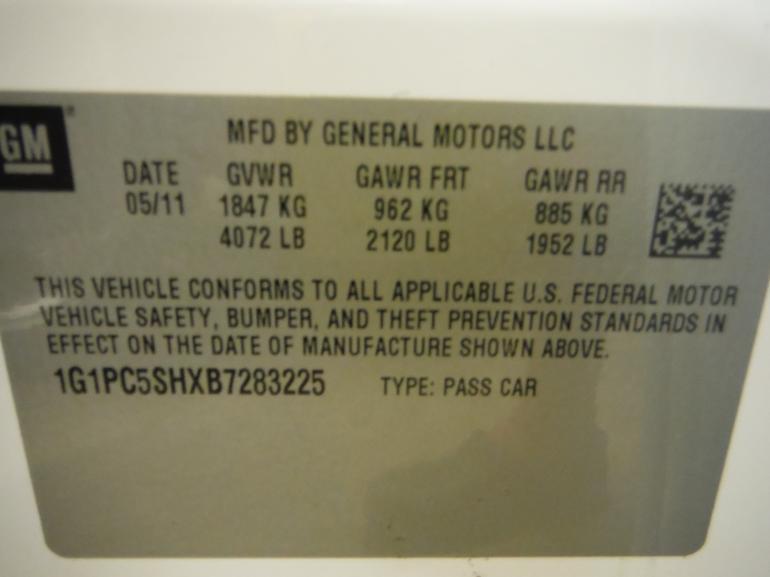 GM®
MFD BY GENERAL MOTORS LLC
DATE GVWR GAWR FRT GAWR RR
05/11 1847 KG 962 KG 885 KG
4072 LB 2120 LB 1952 LB
THIS VEHICLE CONFORMS TO ALL APPLICABLE U.S. FEDERAL MOTOR
VEHICLE SAFETY, BUMPER, AND THEFT PREVENTION STANDARDS IN
EFFECT ON THE DATE OF MANUFACTURE SHOWN ABOVE.
1G1PC5SHXB7283225 TYPE: PASS CAR